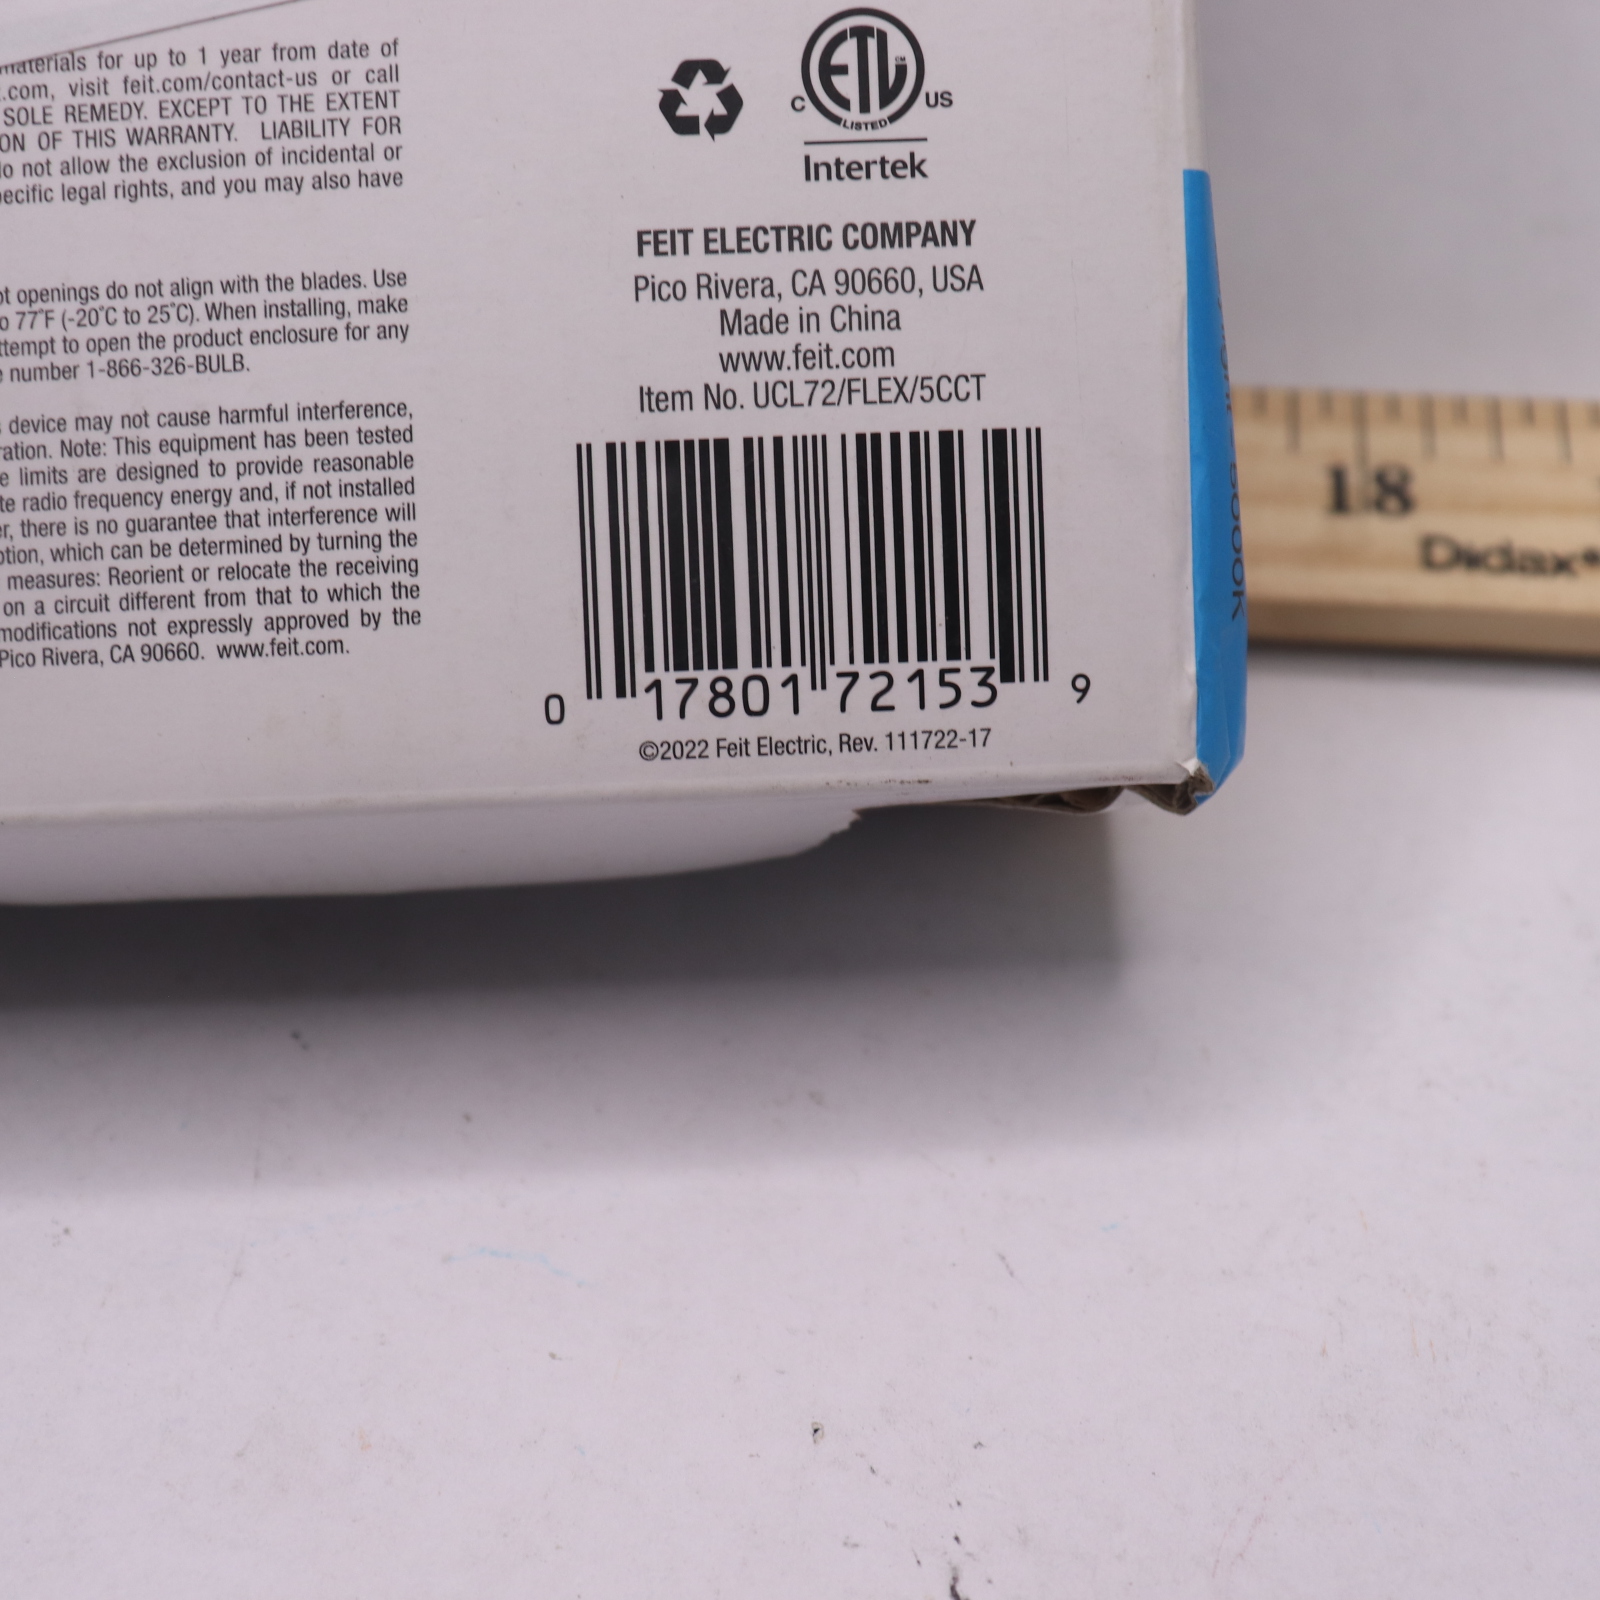 materials for up to 1 year from date of
.com, visit feit.com/contact-us or call
SOLE REMEDY. EXCEPT TO THE EXTENT
ON OF THIS WARRANTY. LIABILITY FOR
do not allow the exclusion of incidental or
pecific legal rights, and you may also have
ot openings do not align with the blades. Use
o 77°F (-20°C to 25°C). When installing, make
ttempt to open the product enclosure for any
e number 1-866-326-BULB.
s device may not cause harmful interference,
ration. Note: This equipment has been tested
e limits are designed to provide reasonable
te radio frequency energy and, if not installed
er, there is no guarantee that interference will
ption, which can be determined by turning the
measures: Reorient or relocate the receiving
on a circuit different from that to which the
modifications not expressly approved by the
Pico Rivera, CA 90660. www.feit.com.
C ETL CM US
LISTED
Intertek
FEIT ELECTRIC COMPANY
Pico Rivera, CA 90660, USA
Made in China
www.feit.com
Item No. UCL72/FLEX/5CCT
0 17801 72153 9
©2022 Feit Electric, Rev. 111722-17
18
Didax